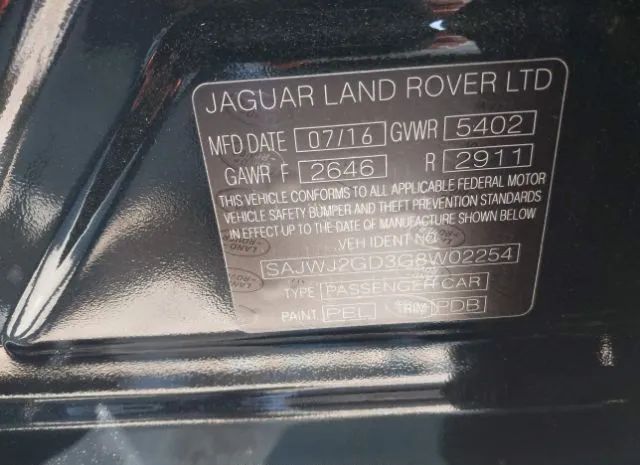 JAGUAR LAND ROVER LTD
MFD.DATE 07/16 GVWR 5402
GAWR F 2646 R 2911
THIS VEHICLE CONFORMS TO ALL APPLICABLE FEDERAL MOTOR
VEHICLE SAFETY BUMPER AND THEFT PREVENTION STANDARDS
IN EFFECT UP TO-THE-DATE OF MANUFACTURE SHOWN BELOW
VEH IDENT NO.
SAJWJ2GD3G8W02254
TYPE PASSENGER CAR
PAINT PEL TRIM PDB